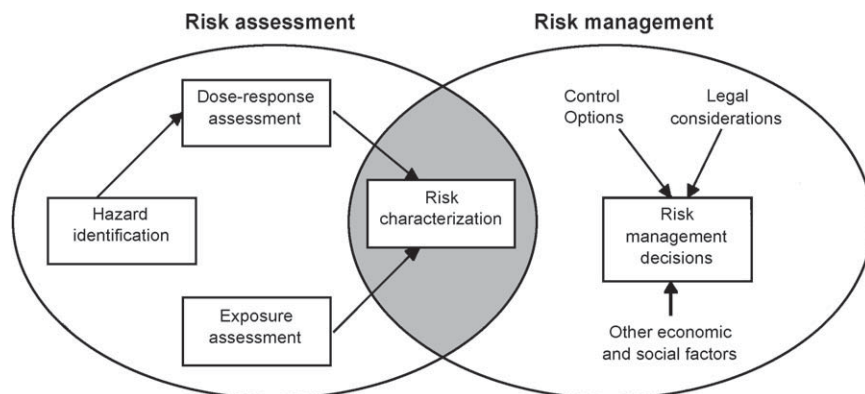 Risk assessment
Risk management
Dose-response
assessment
Hazard
identification
Exposure
assessment
Risk
characterization
Control
Options
Legal
considerations
Risk
management
decisions
Other economic
and social factors